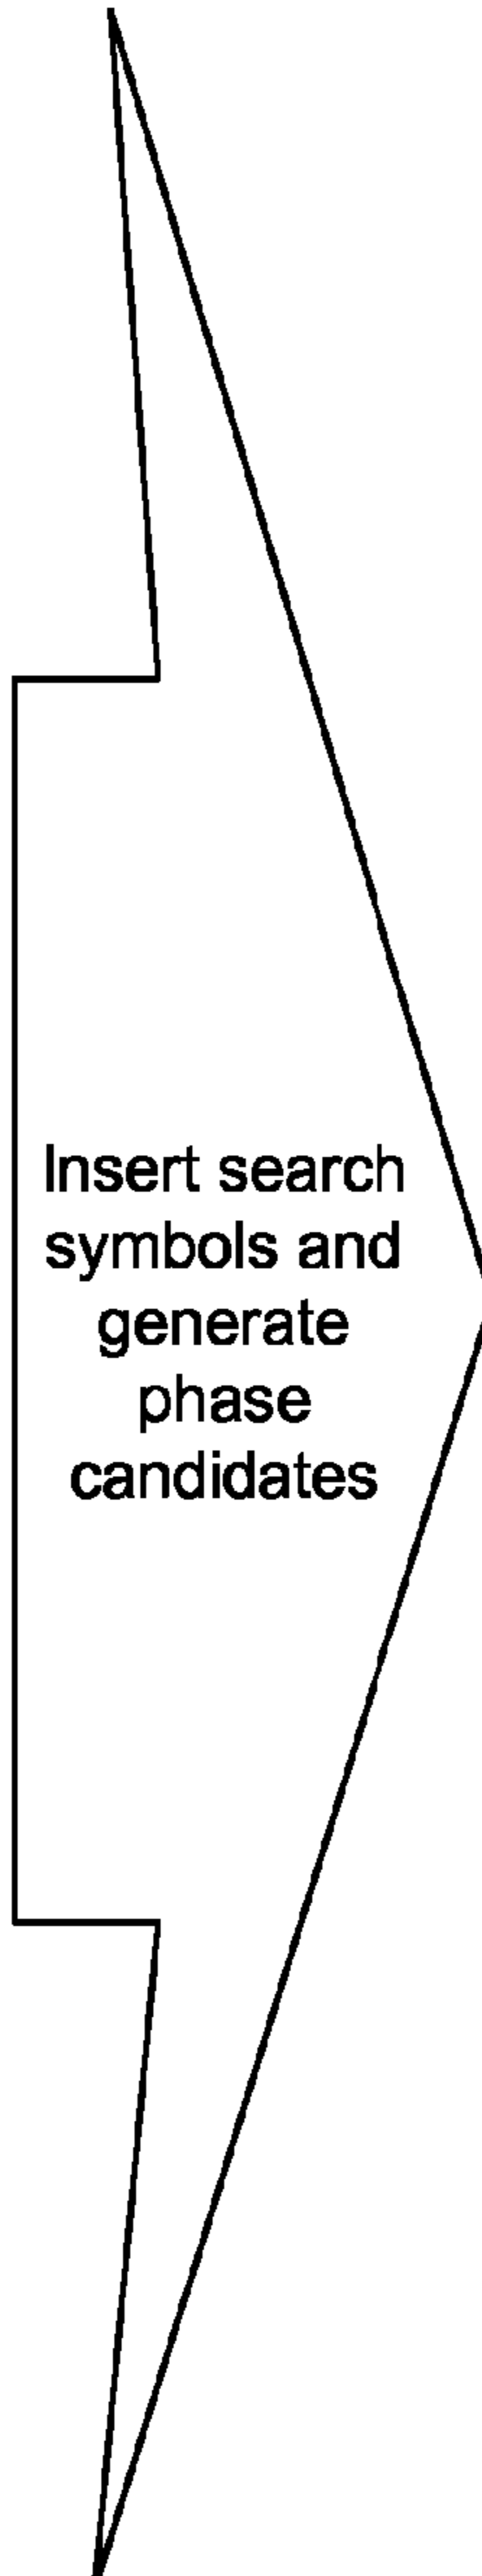 Insert search
symbols and
generate
phase
candidates